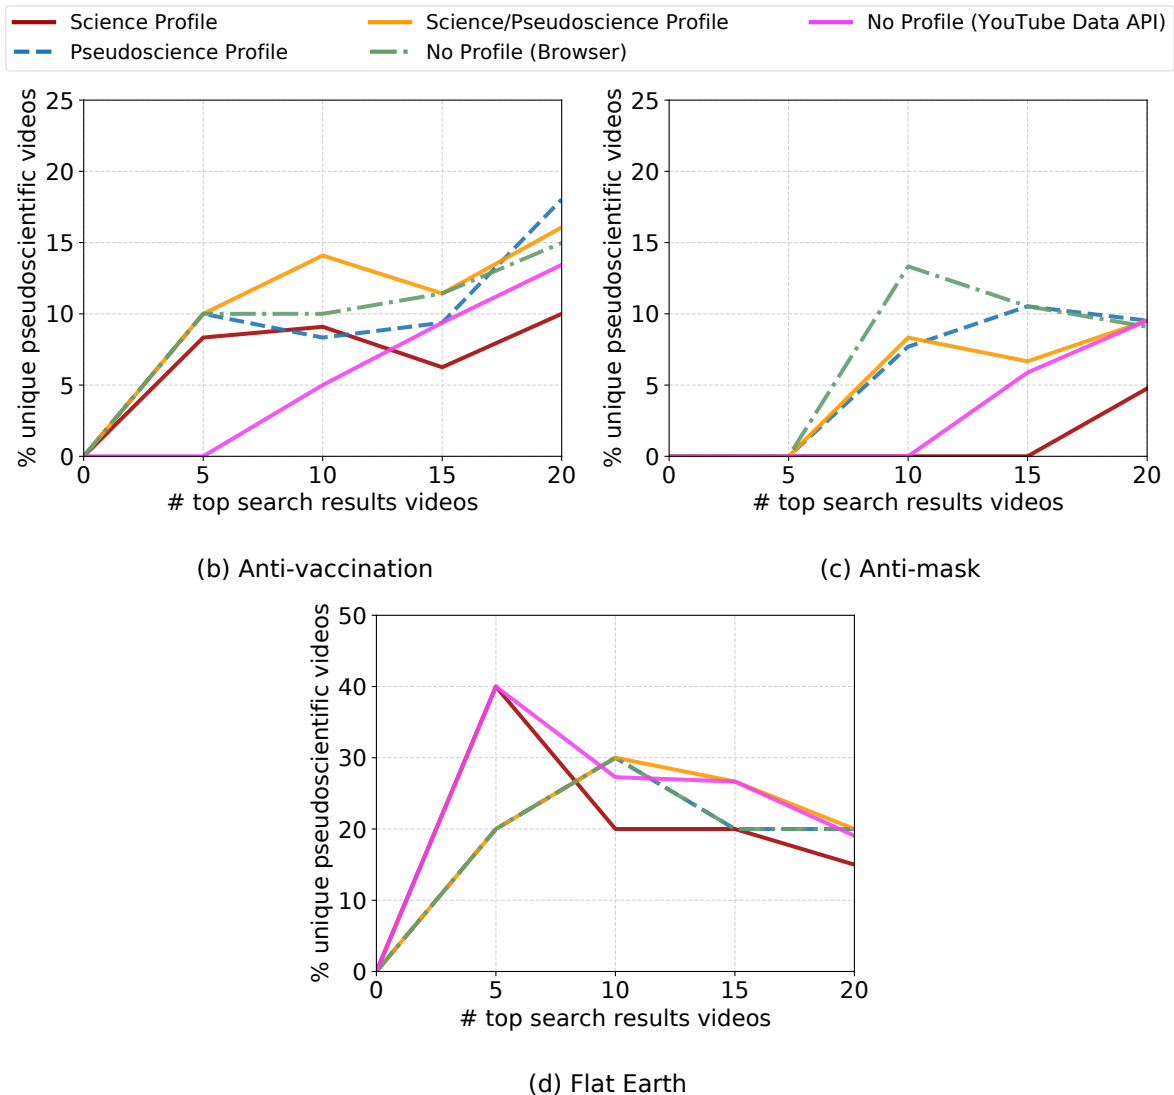 Science Profile
Pseudoscience Profile
Science/Pseudoscience Profile
No Profile (Browser)
No Profile (YouTube Data API)
% unique pseudoscientific videos
25
20
15
10
5
0
0 5 10 15 20
# top search results videos
(b) Anti-vaccination
% unique pseudoscientific videos
25
20
15
10
5
0
0 5 10 15 20
# top search results videos
(c) Anti-mask
% unique pseudoscientific videos
50
40
30
20
10
0
0 5 10 15 20
# top search results videos
(d) Flat Earth